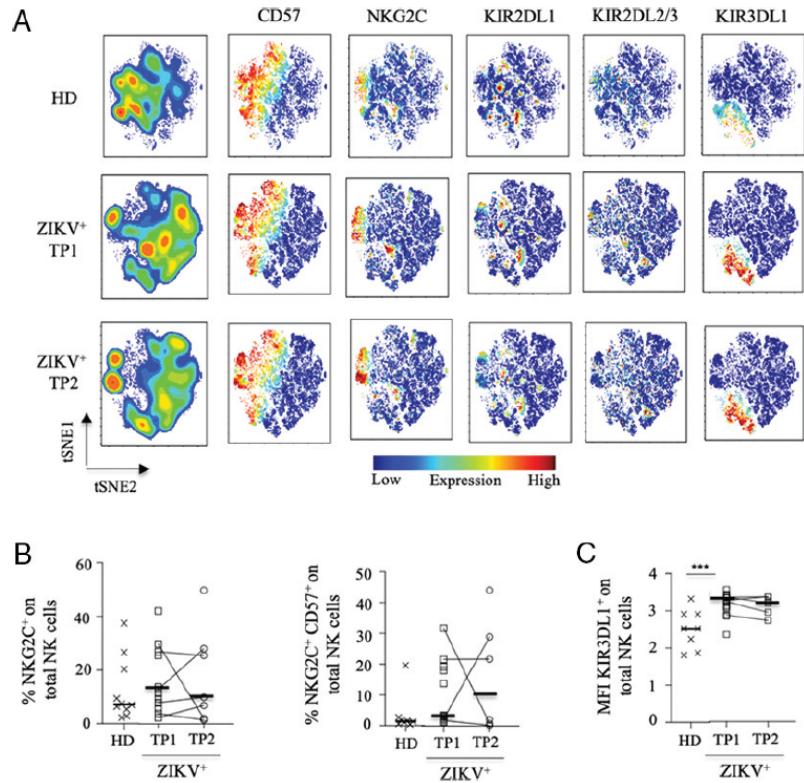 A
CD57 NKG2C KIR2DL1 KIR2DL2/3 KIR3DL1
HD
ZIKV+
TP1
ZIKV+
TP2
tSNE1
tSNE2
Low Expression High
B
% NKG2C+ on
total NK cells
60
40
20
0
HD TP1 TP2
ZIKV+
% NKG2C+ CD57+ on
total NK cells
50
40
30
20
10
0
HD TP1 TP2
ZIKV+
C
MFI KIR3DL1+ on
total NK cells
4
3
2
1
0
***
HD TP1 TP2
ZIKV+